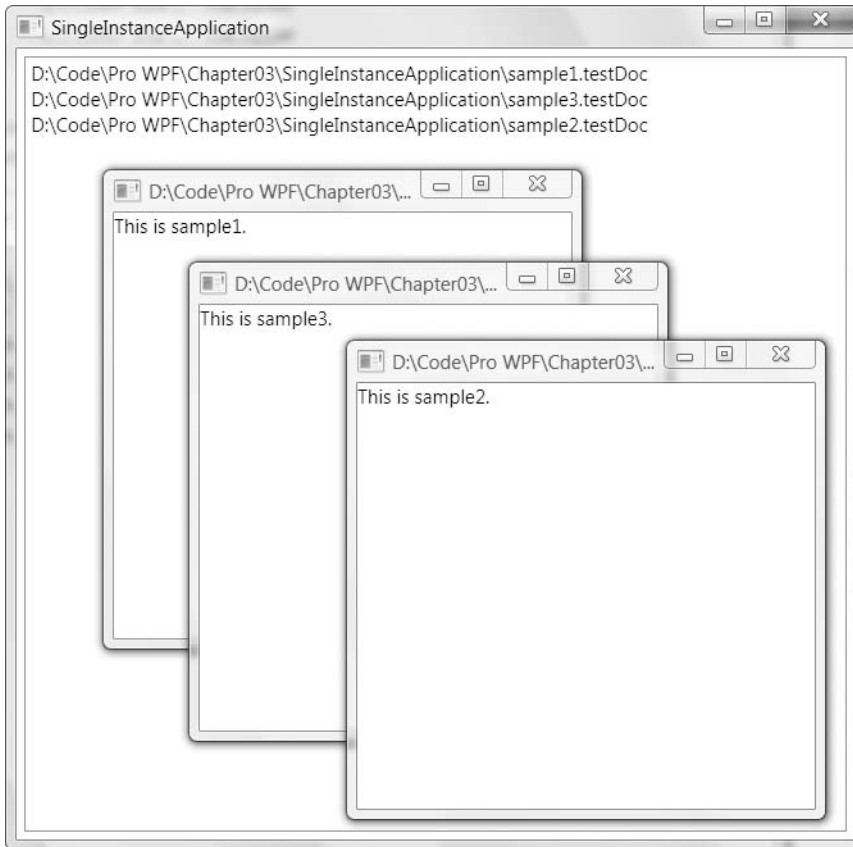 SingleInstanceApplication
D:\Code\Pro WPF\Chapter03\SingleInstanceApplication\sample1.testDoc
D:\Code\Pro WPF\Chapter03\SingleInstanceApplication\sample3.testDoc
D:\Code\Pro WPF\Chapter03\SingleInstanceApplication\sample2.testDoc
D:\Code\Pro WPF\Chapter03\...
This is sample1.
D:\Code\Pro WPF\Chapter03\...
This is sample3.
D:\Code\Pro WPF\Chapter03\...
This is sample2.